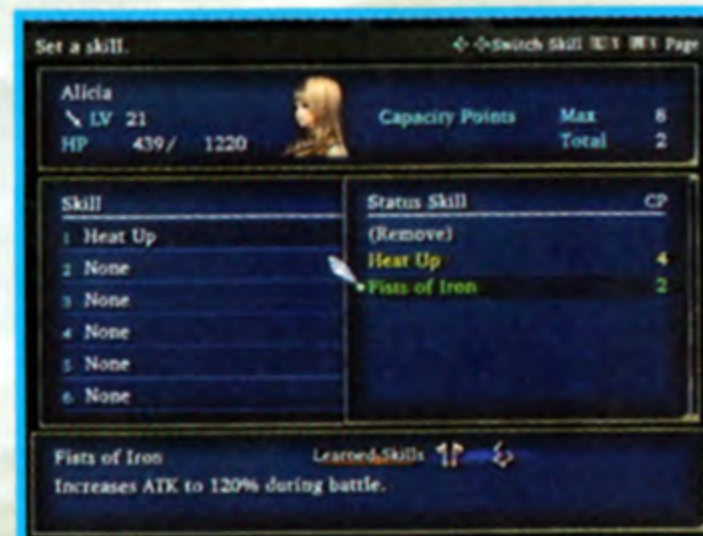 Set a skill.
Switch Skill Page
Alicia
LV 21
HP 439/ 1220
Capacity Points Max 8
Total 2
Skill
1 Heat Up
2 None
3 None
4 None
5 None
6 None
Status Skill CP
(Remove)
Heat Up 4
Fists of Iron 2
Fists of Iron Learned Skills
Increases ATK to 120% during battle.